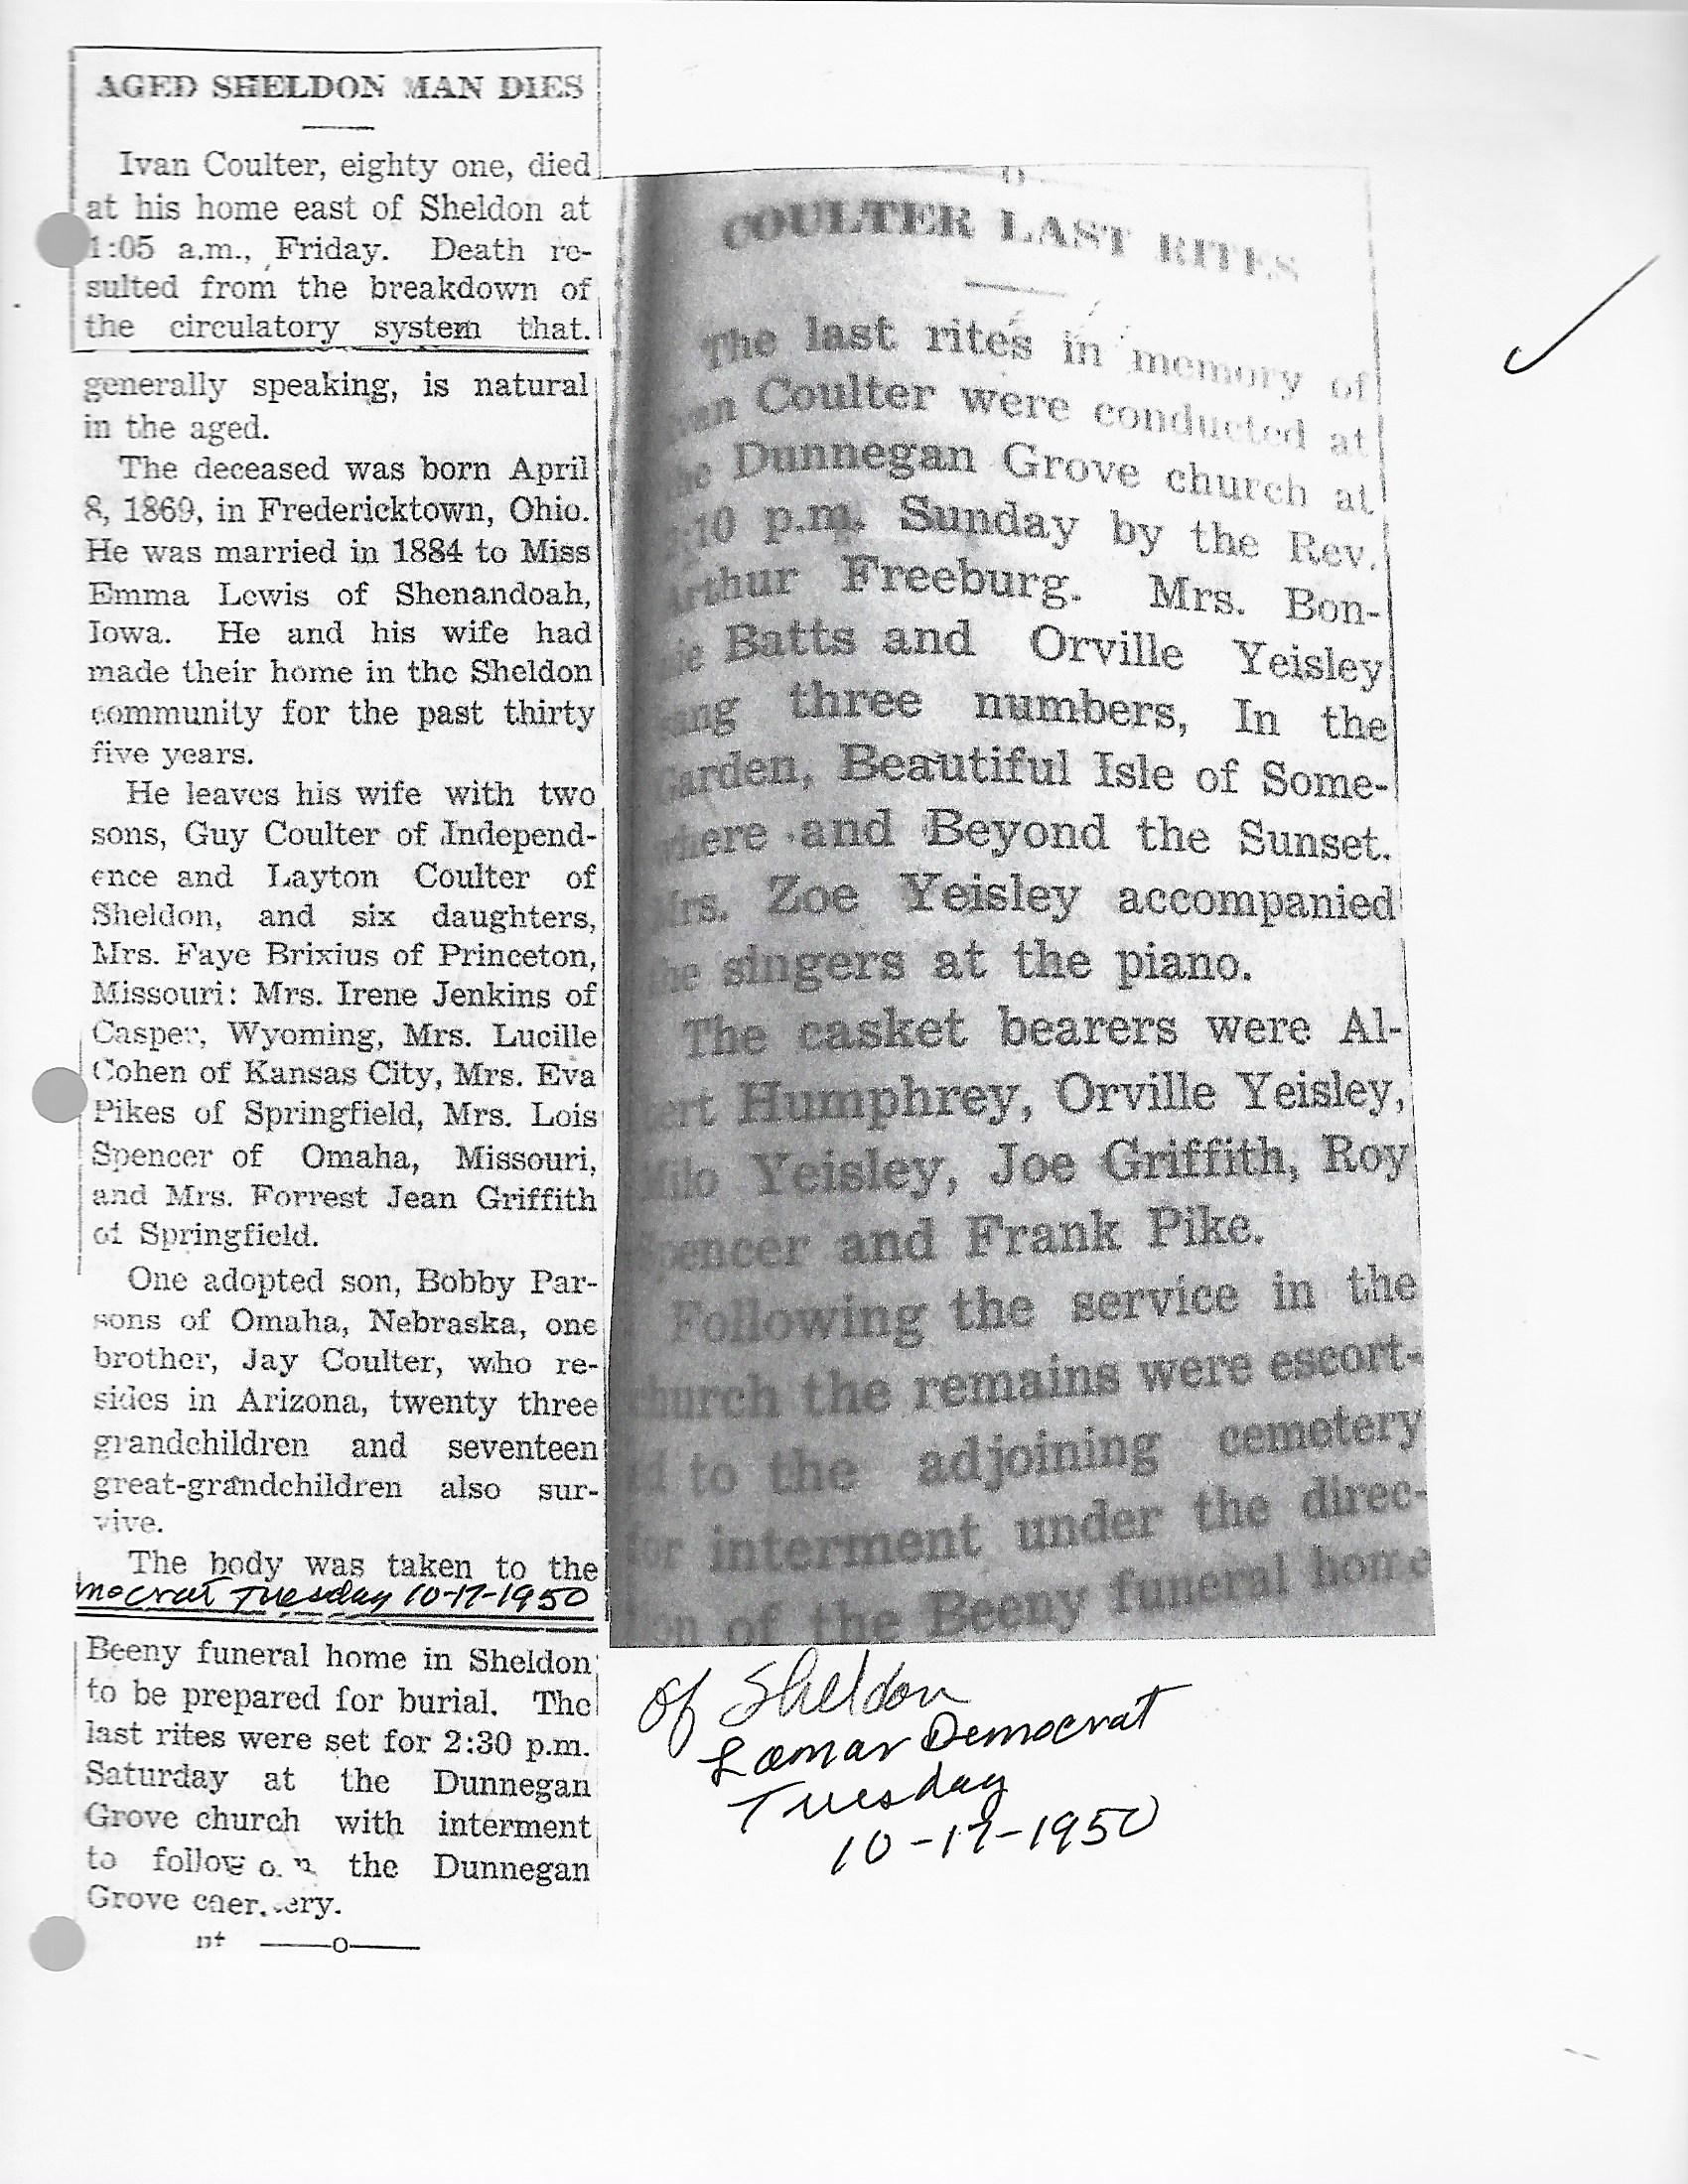 AGED SHELDON MAN DIES
Ivan Coulter, eighty one, died
at his home east of Sheldon at
1:05 a.m., Friday. Death re-
sulted from the breakdown of
the circulatory system that.
generally speaking, is natural
in the aged.
The deceased was born April
8, 1869, in Fredericktown, Ohio.
He was married in 1884 to Miss
Emma Lewis of Shenandoah,
Iowa. He and his wife had
made their home in the Sheldon
community for the past thirty
five years.
He leaves his wife with two
sons, Guy Coulter of Independ-
ence and Layton Coulter of
Sheldon, and six daughters,
Mrs. Faye Brixius of Princeton,
Missouri: Mrs. Irene Jenkins of
Casper, Wyoming, Mrs. Lucille
Cohen of Kansas City, Mrs. Eva
Pikes of Springfield, Mrs. Lois
Spencer of Omaha, Missouri,
and Mrs. Forrest Jean Griffith
of Springfield.
One adopted son, Bobby Par-
sons of Omaha, Nebraska, one
brother, Jay Coulter, who re-
sides in Arizona, twenty three
grandchildren and seventeen
great-grandchildren also sur-
vive.
The body was taken to the
mocrat Tuesday 10-17-1950
Beeny funeral home in Sheldon
to be prepared for burial. The
last rites were set for 2:30 p.m.
Saturday at the Dunnegan
Grove church with interment
to follow the Dunnegan
Grove
COULTER LAST RITES
The last rites in memory of
van Coulter were conducted at
he Dunnegan Grove church at
:10 p.m. Sunday by the Rev.
Arthur Freeburg. Mrs. Bon-
nie Batts and Orville Yeisley
sang three numbers, In the
Garden, Beautiful Isle of Some-
where and Beyond the Sunset.
Mrs. Zoe Yeisley accompanied
he singers at the piano.
The casket bearers were Al-
ert Humphrey, Orville Yeisley,
Milo Yeisley, Joe Griffith, Roy
Spencer and Frank Pike.
Following the service in the
church the remains were escort-
ed to the adjoining cemetery
for interment under the direc-
ion of the Beeny funeral home
of Sheldon
Lamar Democrat
Tuesday
10-17-1950